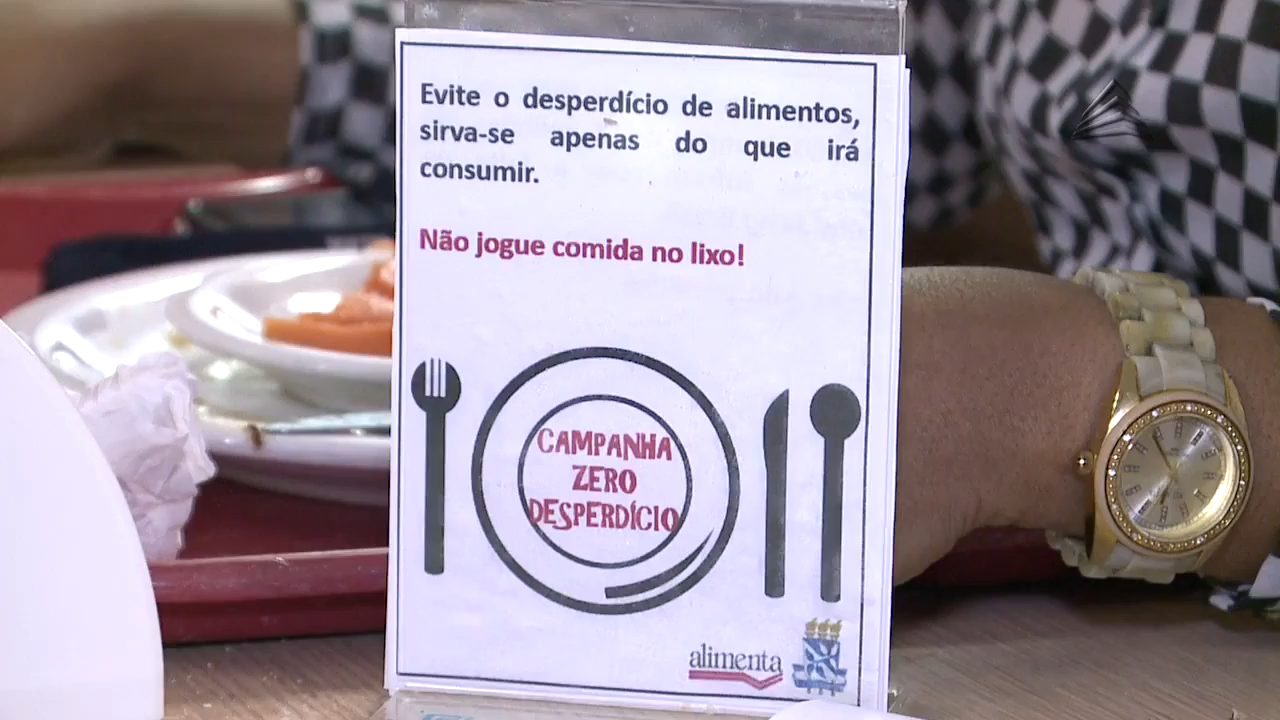 Evite o desperdício de alimentos,
sirva-se apenas do que irá
consumir.
Não jogue comida no lixo!
CAMPANHA
ZERO
DESPERDÍCIO
alimenta